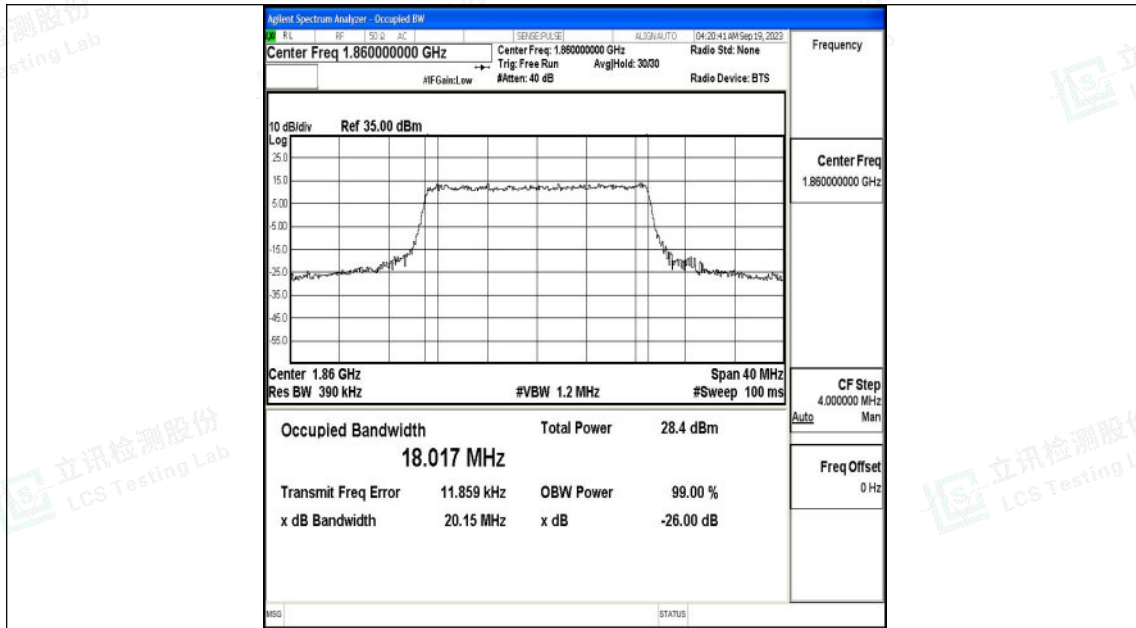 Agilent Spectrum Analyzer - Occupied BW
RL RF 50 Ω AC SENSE:PULSE ALIGNAUTO 04:20:41 AM Sep 19, 2023
Center Freq 1.860000000 GHz
Center Freq: 1.860000000 GHz
Radio Std: None
Trig: Free Run Avg|Hold: 30/30
#IFGain:Low
#Atten: 40 dB
Radio Device: BTS
10 dB/div Ref 35.00 dBm
Log
25.0
15.0
5.00
-5.00
-15.0
-25.0
-35.0
-45.0
-55.0
Center 1.86 GHz
Span 40 MHz
Res BW 390 kHz
#VBW 1.2 MHz
#Sweep 100 ms
Occupied Bandwidth
Total Power 28.4 dBm
18.017 MHz
Transmit Freq Error 11.859 kHz
OBW Power 99.00 %
x dB Bandwidth 20.15 MHz
x dB -26.00 dB
MSG
STATUS
Frequency
Center Freq
1.860000000 GHz
CF Step
4.000000 MHz
Auto Man
Freq Offset
0 Hz
立讯检测股份
LCS Testing Lab
立讯检测股份
LCS Testing L
测股份
esting Lab
立